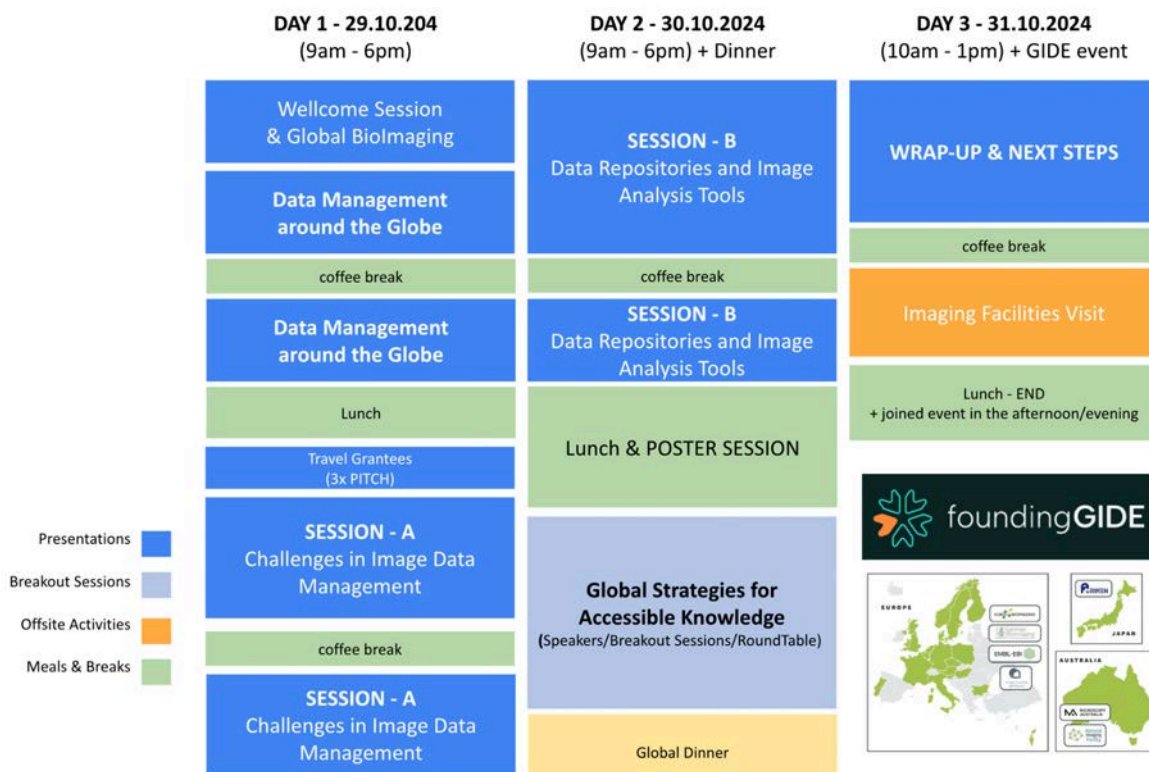 DAY 1 - 29.10.204
(9am - 6pm)
Wellcome Session
& Global BioImaging
Data Management
around the Globe
coffee break
Data Management
around the Globe
Lunch
Travel Grantees
(3x PITCH)
SESSION - A
Challenges in Image Data
Management
coffee break
SESSION - A
Challenges in Image Data
Management
DAY 2 - 30.10.2024
(9am - 6pm) + Dinner
SESSION - B
Data Repositories and Image
Analysis Tools
coffee break
SESSION - B
Data Repositories and Image
Analysis Tools
Lunch & POSTER SESSION
Global Strategies for
Accessible Knowledge
(Speakers/Breakout Sessions/RoundTable)
Global Dinner
DAY 3 - 31.10.2024
(10am - 1pm) + GIDE event
WRAP-UP & NEXT STEPS
coffee break
Imaging Facilities Visit
Lunch - END
+ joined event in the afternoon/evening
foundingGIDE
EUROPE
EMBL-EBI
JAPAN
AUSTRALIA
MICROSCOPY
AUSTRALIA
Presentations
Breakout Sessions
Offsite Activities
Meals & Breaks